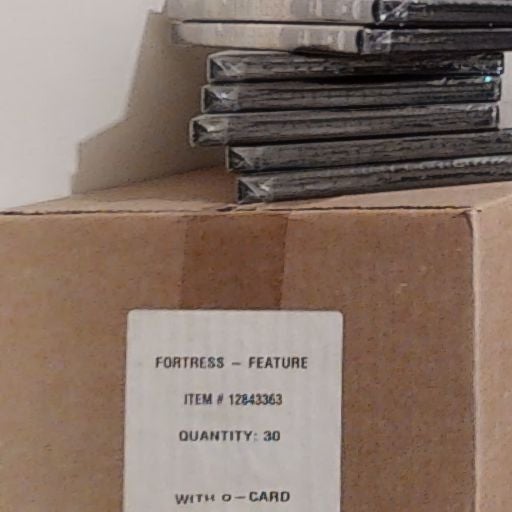 FORTRESS – FEATURE
ITEM # 12843363
QUANTITY: 30
WITH O–CARD